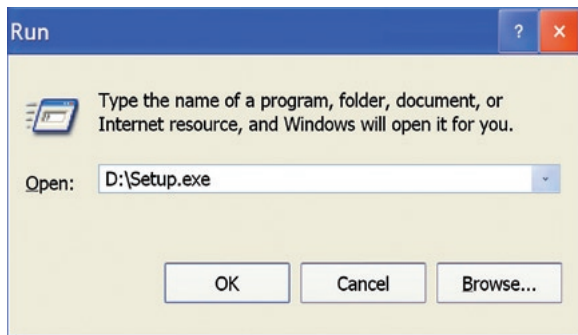 Run
?
×
Type the name of a program, folder, document, or
Internet resource, and Windows will open it for you.
Open: D:\Setup.exe
OK Cancel Browse...